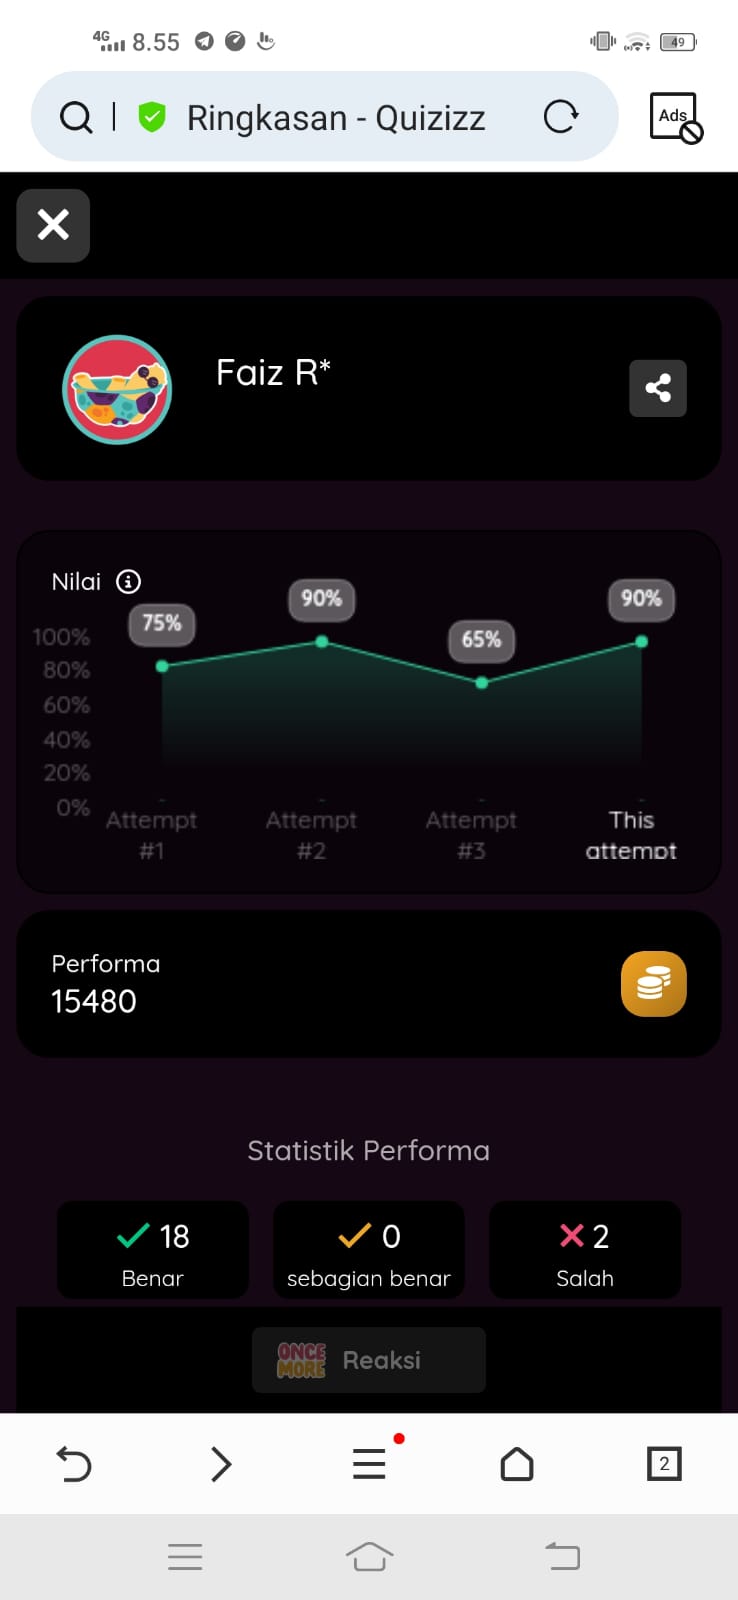 4G 8.55 49
Ringkasan - Quizizz
Ads
Faiz R*
Nilai
75%
90%
65%
90%
100%
80%
60%
40%
20%
0%
Attempt #1
Attempt #2
Attempt #3
This attempt
Performa
15480
Statistik Performa
18
Benar
0
sebagian benar
2
Salah
ONCE MORE
Reaksi
2